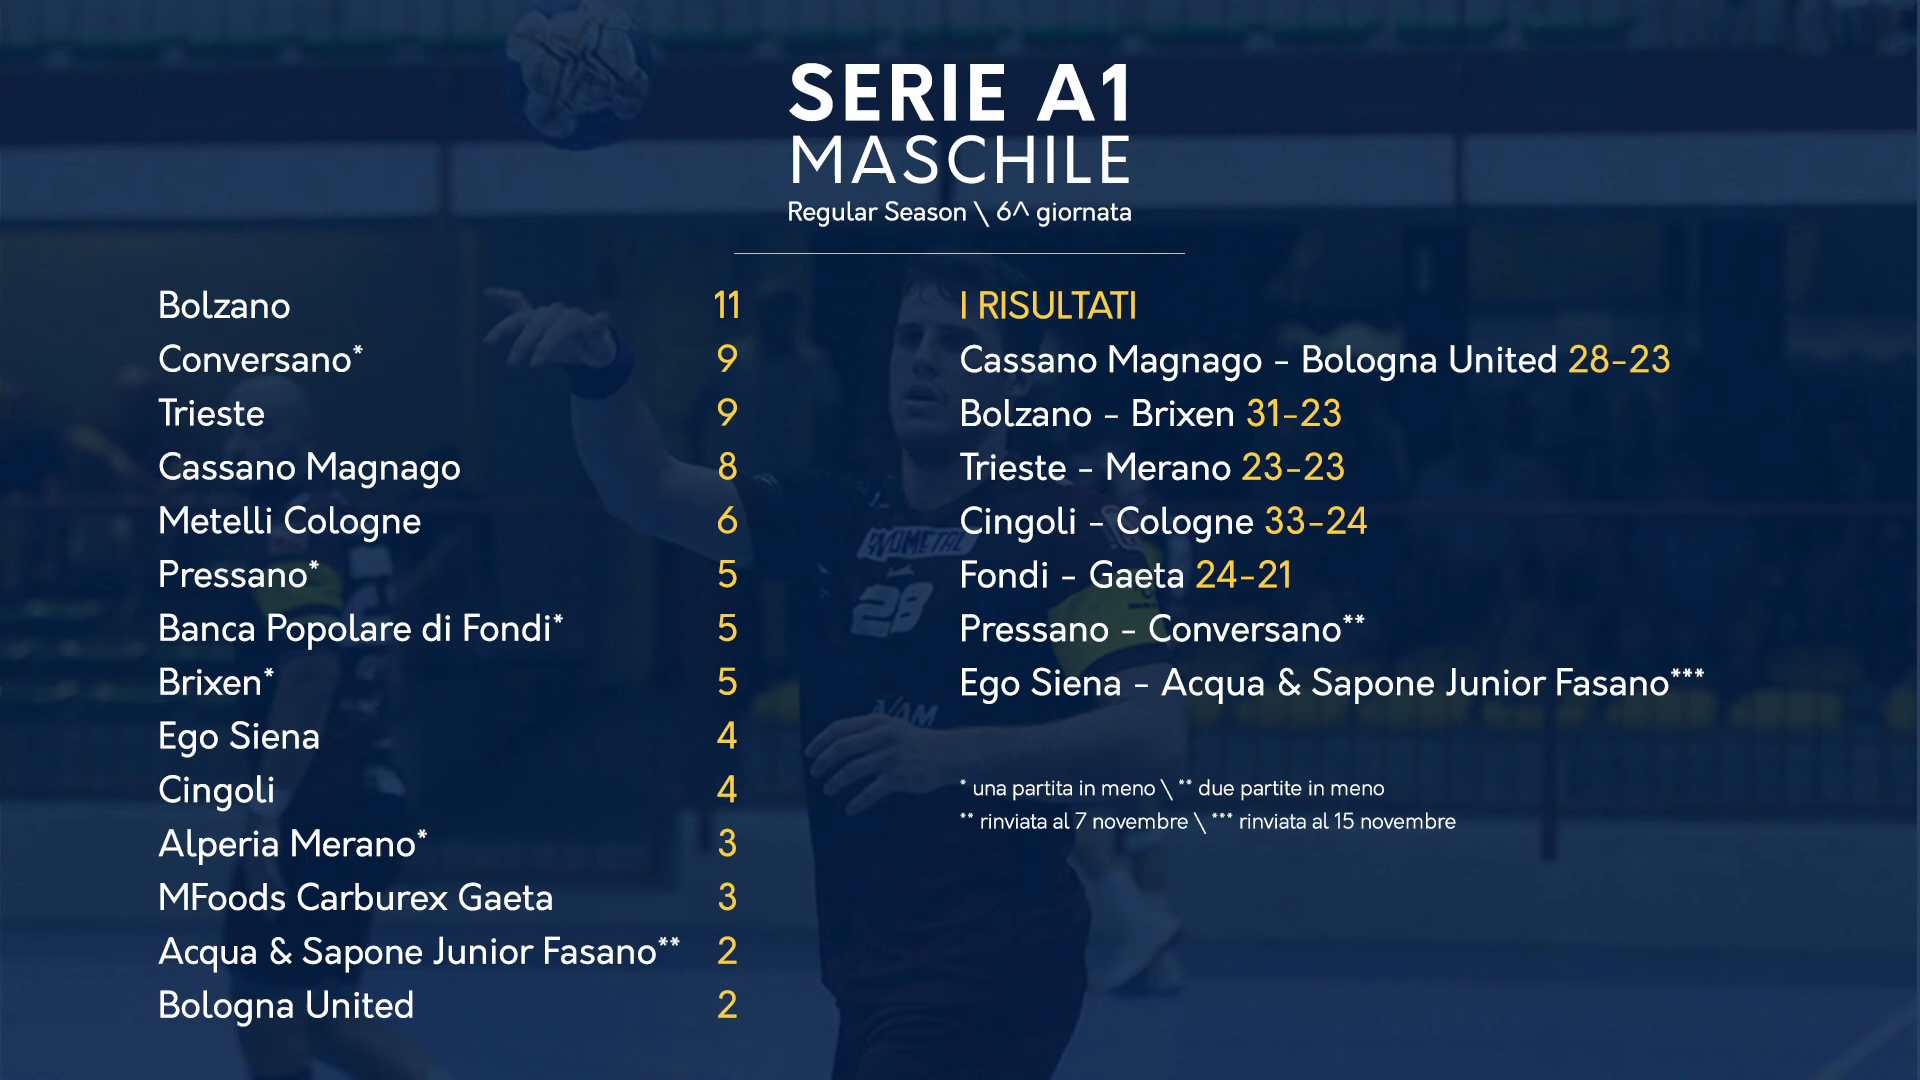 SERIE A1
MASCHILE
Regular Season \ 6^ giornata
Bolzano 11
Conversano* 9
Trieste 9
Cassano Magnago 8
Metelli Cologne 6
Pressano* 5
Banca Popolare di Fondi* 5
Brixen* 5
Ego Siena 4
Cingoli 4
Alperia Merano* 3
MFoods Carburex Gaeta 3
Acqua & Sapone Junior Fasano** 2
Bologna United 2
I RISULTATI
Cassano Magnago - Bologna United 28-23
Bolzano - Brixen 31-23
Trieste - Merano 23-23
Cingoli - Cologne 33-24
Fondi - Gaeta 24-21
Pressano - Conversano**
Ego Siena - Acqua & Sapone Junior Fasano***
* una partita in meno \ ** due partite in meno
** rinviata al 7 novembre \ *** rinviata al 15 novembre
28